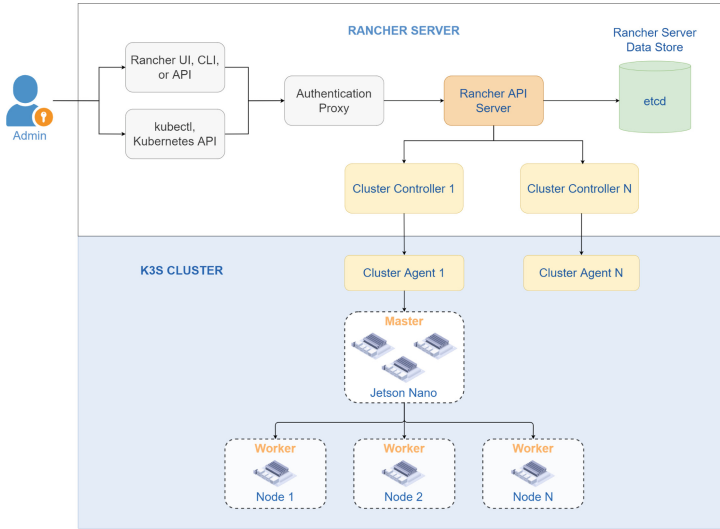 RANCHER SERVER
Rancher Server
Data Store
Rancher UI, CLI,
or API
Authentication
Proxy
Rancher API
Server
etcd
Admin
kubectl,
Kubernetes API
Cluster Controller 1
Cluster Controller N
K3S CLUSTER
Cluster Agent 1
Cluster Agent N
Master
Jetson Nano
Worker
Node 1
Worker
Node 2
Worker
Node N